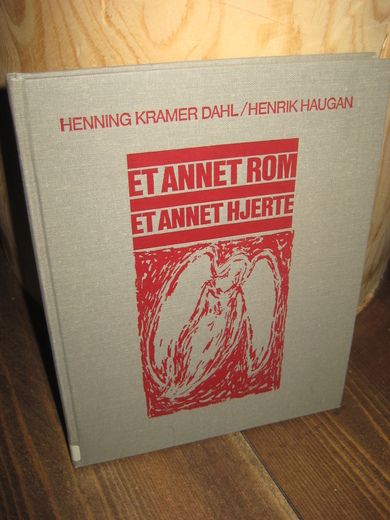 HENNING KRAMER DAHL/HENRIK HAUGAN
ET ANNET ROM
ET ANNET HJERTE